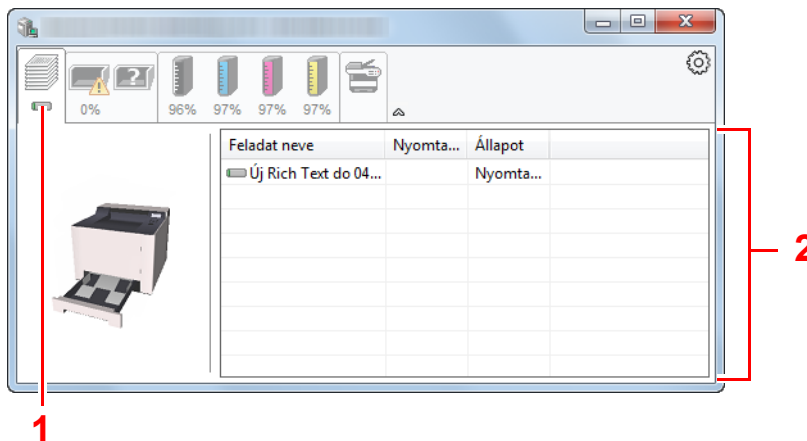 ?
0% 96% 97% 97% 97%
Feladat neve Nyomta... Állapot
Új Rich Text do 04... Nyomta...
2
1